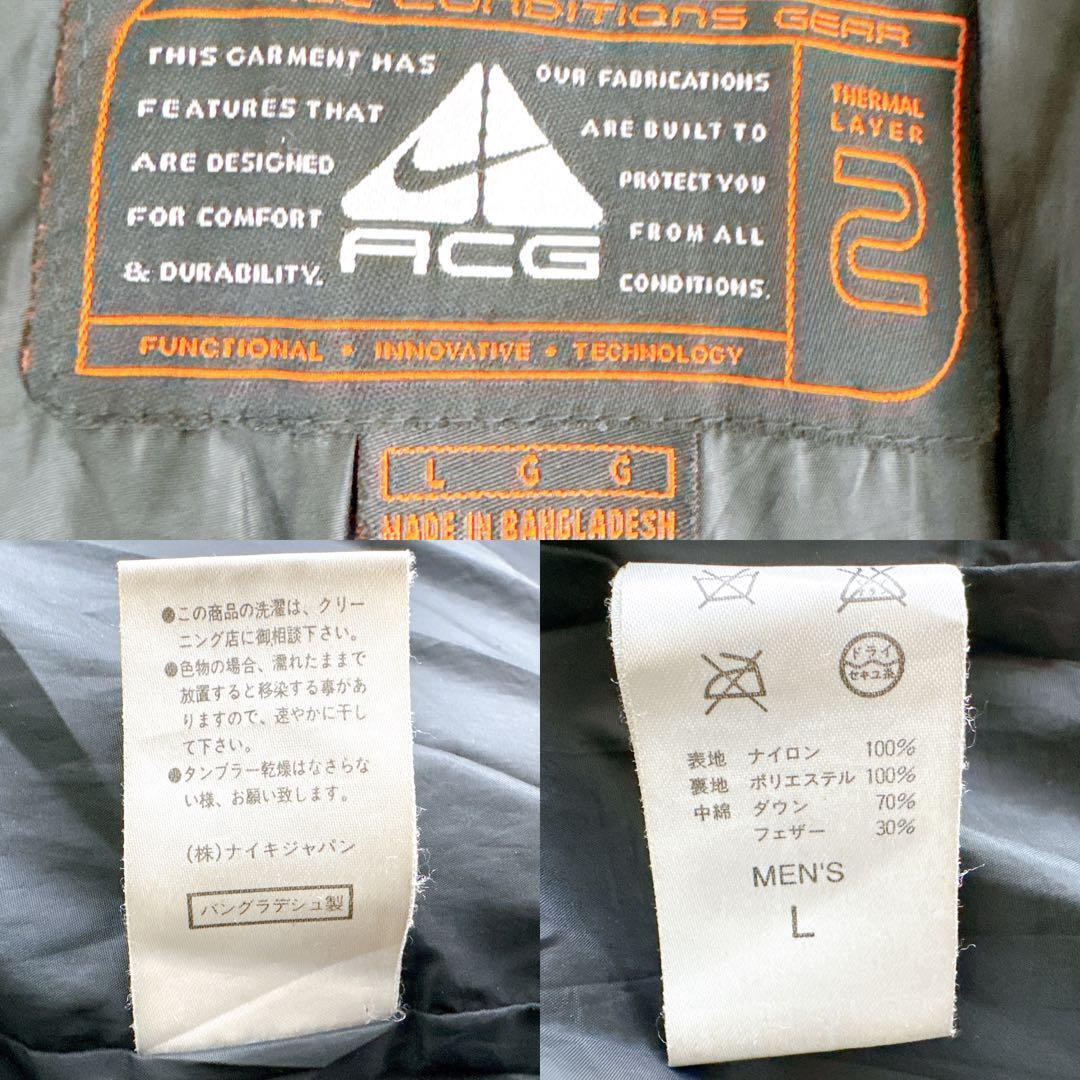 ALL CONDITIONS GEAR
THIS GARMENT HAS
FEATURES THAT
ARE DESIGNED
FOR COMFORT
& DURABILITY.
ACG
OUR FABRICATIONS
ARE BUILT TO
PROTECT YOU
FROM ALL
CONDITIONS.
THERMAL
LAYER
2
FUNCTIONAL • INNOVATIVE • TECHNOLOGY
L G G
MADE IN BANGLADESH
●この商品の洗濯は、クリー
ニング店に御相談下さい。
●色物の場合、濡れたままで
放置すると移染する事があ
りますので、速やかに干し
て下さい。
●タンブラー乾燥はなさらな
い様、お願い致します。
(株)ナイキジャパン
バングラデシュ製
ドライ
セキユ系
表地 ナイロン 100%
裏地 ポリエステル 100%
中綿 ダウン 70%
フェザー 30%
MEN'S
L